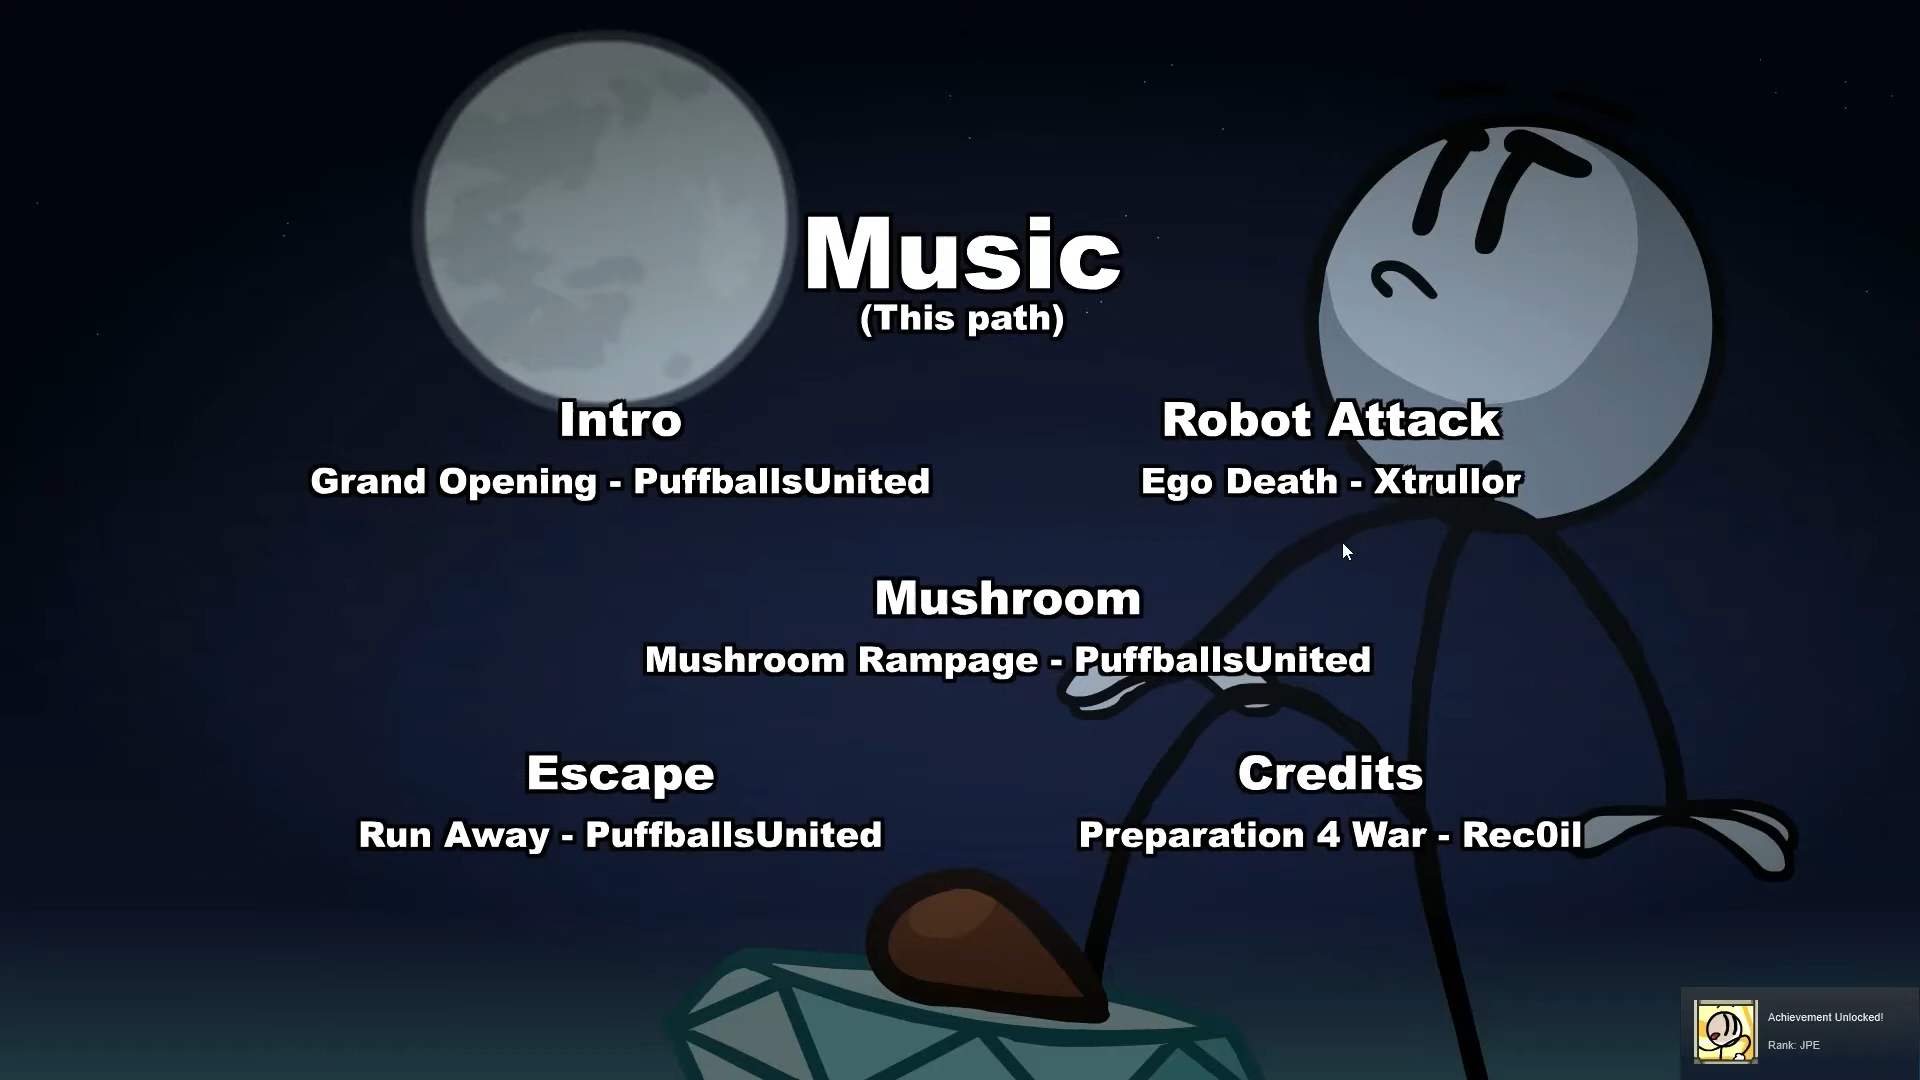 Music
(This path)
Intro
Grand Opening - PuffballsUnited
Robot Attack
Ego Death - Xtrullor
Mushroom
Mushroom Rampage - PuffballsUnited
Escape
Run Away - PuffballsUnited
Credits
Preparation 4 War - Rec0il
Achievement Unlocked!
Rank: JPE